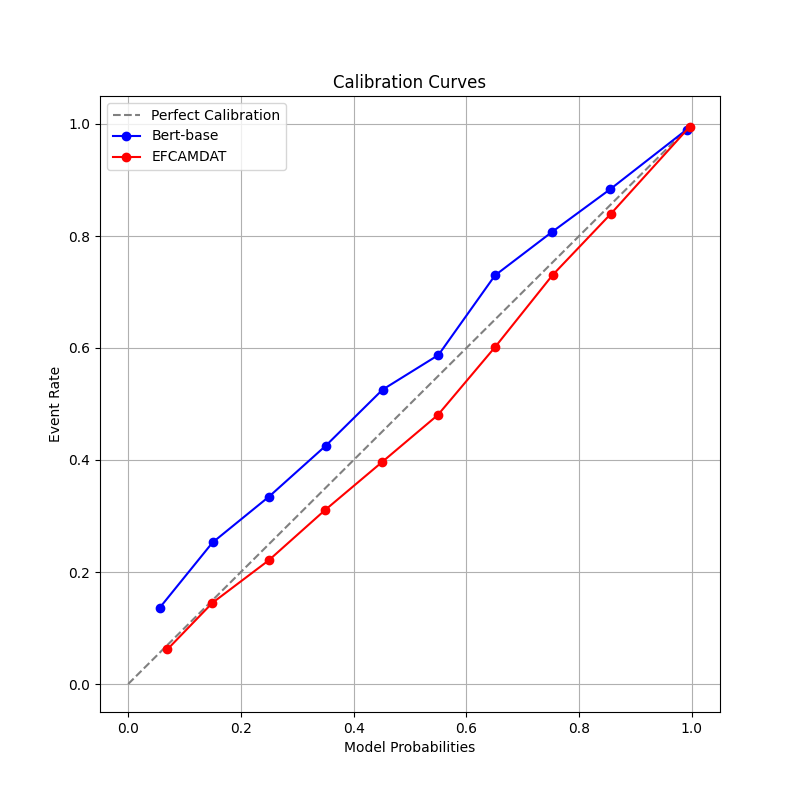 Calibration Curves
Perfect Calibration
Bert-base
EFCAMDAT
1.0
0.8
0.6
0.4
0.2
0.0
Event Rate
0.0 0.2 0.4 0.6 0.8 1.0
Model Probabilities